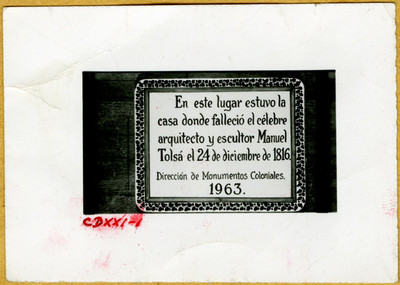 En este lugar estuvo la
casa donde falleció el célebre
arquitecto y escultor Manuel
Tolsá el 24 de diciembre de 1816.
Dirección de Monumentos Coloniales.
1963.
CDXXI-1